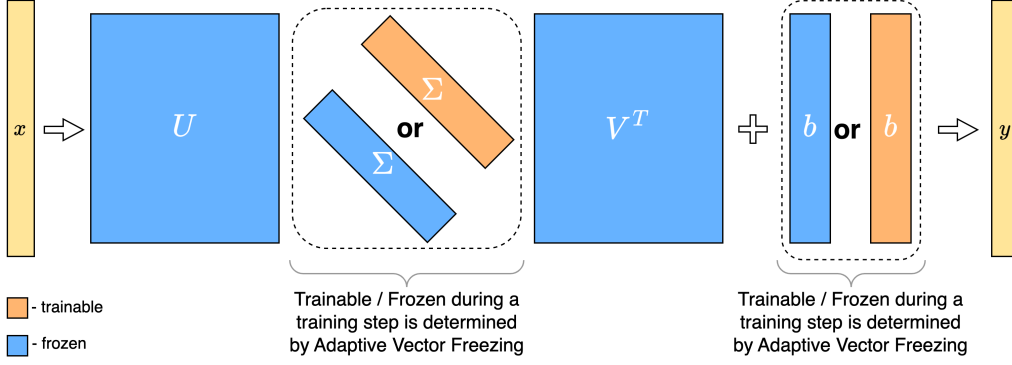 x
U
Σ
or
Σ
V^T
b
or
b
y
Trainable / Frozen during a
training step is determined
by Adaptive Vector Freezing
Trainable / Frozen during a
training step is determined
by Adaptive Vector Freezing
- trainable
- frozen